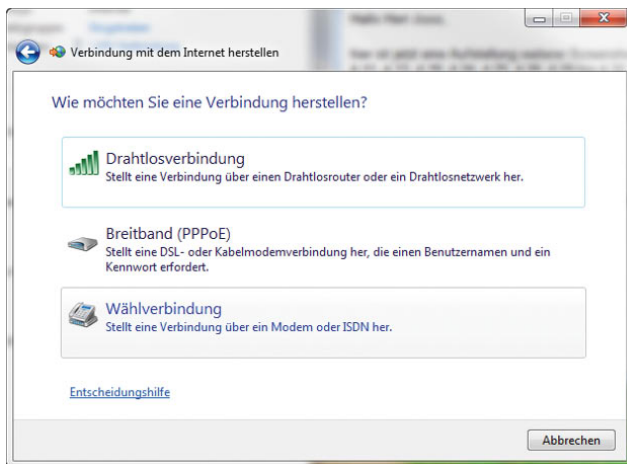 Verbindung mit dem Internet herstellen
Wie möchten Sie eine Verbindung herstellen?
Drahtlosverbindung
Stellt eine Verbindung über einen Drahtlosrouter oder ein Drahtlosnetzwerk her.
Breitband (PPPoE)
Stellt eine DSL- oder Kabelmodemverbindung her, die einen Benutzernamen und ein
Kennwort erfordert.
Wählverbindung
Stellt eine Verbindung über ein Modem oder ISDN her.
Entscheidungshilfe
Abbrechen